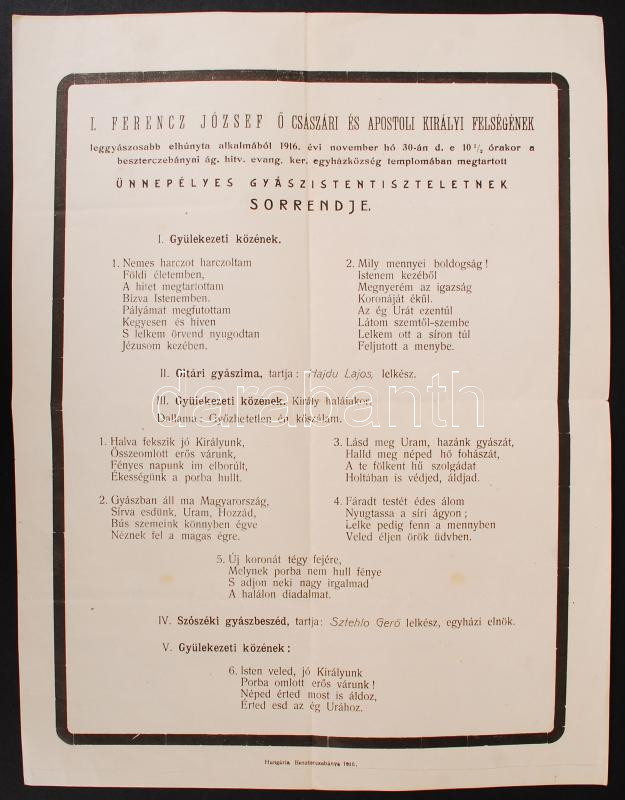 I. FERENCZ JÓZSEF Ő CSÁSZÁRI ÉS APOSTOLI KIRÁLYI FELSÉGÉNEK
leggyászosabb elhúnyta alkalmából 1916. évi november hó 30-án d. e 10 1/2 órakor a
beszterczebányai ág. hitv. evang. ker. egyházközség templomában megtartott
ÜNNEPÉLYES GYÁSZISTENTISZTELETNEK
SORRENDJE.
I. Gyülekezeti közének.
1. Nemes harczot harczoltam
Földi életemben,
A hitet megtartottam
Bízva Istenemben.
Pályámat megfutottam
Kegyesen és híven
S lelkem örvend nyugodtan
Jézusom kezében.
2. Mily mennyei boldogság !
Istenem kezéből
Megnyerém az igazság
Koronáját ékül.
Az ég Urát ezentúl
Látom szemtől-szembe
Lelkem ott a síron túl
Feljutott a menybe.
II. Oltári gyászima, tartja : Hajdu Lajos, lelkész.
III. Gyülekezeti közének. Király halálakor.
Dallama : Győzhetetlen én kőszálam.
darabanth
1. Halva fekszik jó Királyunk,
Összeomlott erős várunk,
Fényes napunk im elborúlt,
Ékességünk a porba hullt.
2. Gyászban áll ma Magyarország,
Sírva esdünk, Uram, Hozzád,
Bús szemeink könnyben égve
Néznek fel a magas égre.
3. Lásd meg Uram, hazánk gyászát,
Halld meg néped hő fohászát,
A te fölkent hű szolgádat
Holtában is védjed, áldjad.
4. Fáradt testét édes álom
Nyugtassa a síri ágyon ;
Lelke pedig fenn a mennyben
Veled éljen örök üdvben.
5. Új koronát tégy fejére,
Melynek porba nem hull fénye
S adjon neki nagy irgalmad
A halálon diadalmat.
IV. Szószéki gyászbeszéd, tartja: Sztehlo Gerő lelkész, egyházi elnök.
V. Gyülekezeti közének :
6. Isten veled, jó Királyunk
Porba omlott erős várunk !
Néped érted most is áldoz,
Érted esd az ég Urához.
Hungária Beszterczebánya 1916.